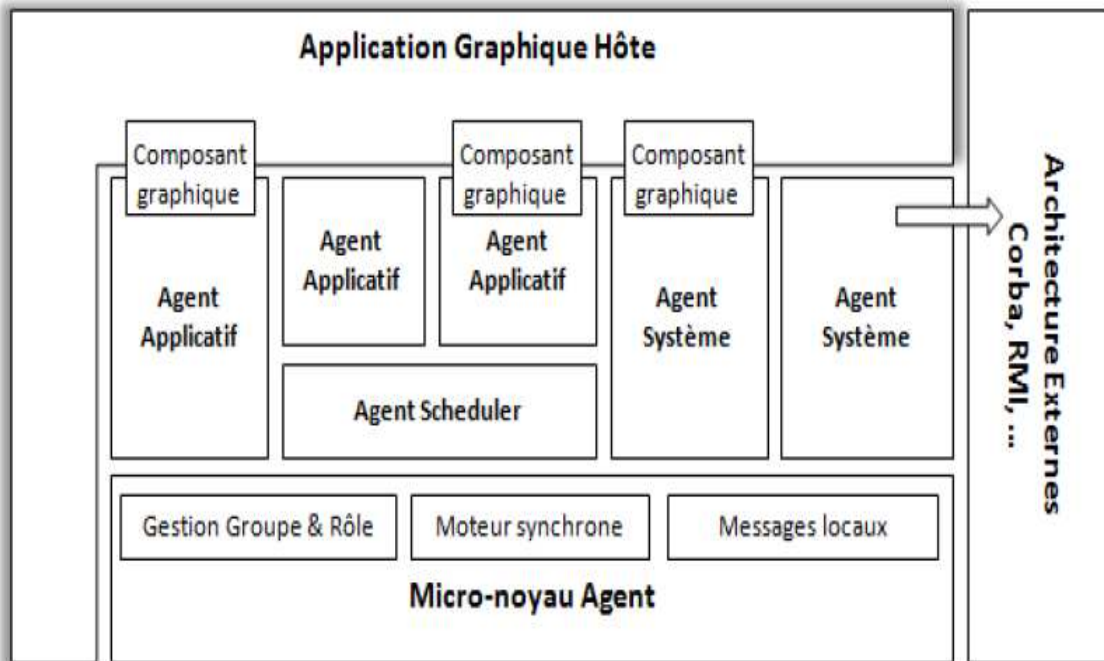 Application Graphique Hôte
Composant
graphique
Composant
graphique
Composant
graphique
Agent
Applicatif
Agent
Applicatif
Agent
Applicatif
Agent
Système
Agent
Système
Agent Scheduler
Gestion Groupe & Rôle
Moteur synchrone
Messages locaux
Micro-noyau Agent
Architecture Externes
Corba, RMI, ...